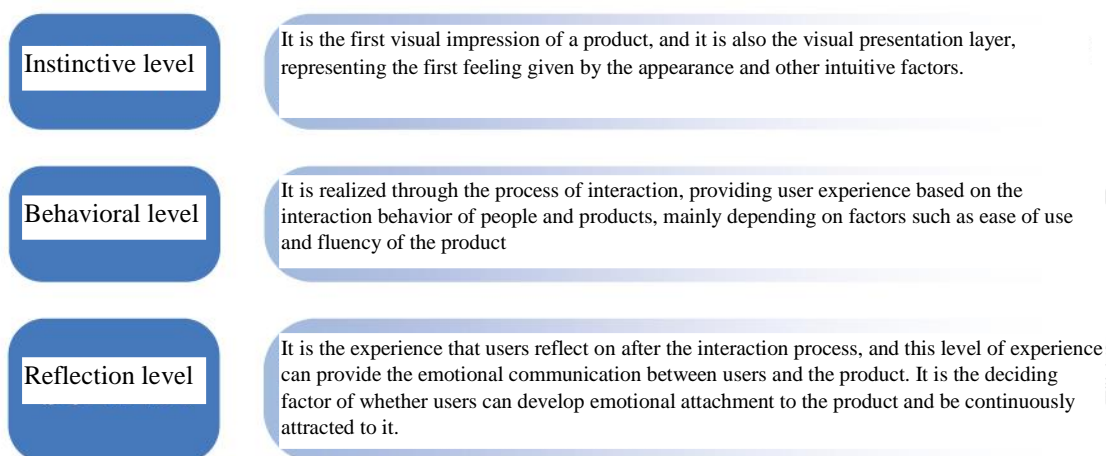 Instinctive level
It is the first visual impression of a product, and it is also the visual presentation layer,
representing the first feeling given by the appearance and other intuitive factors.
Behavioral level
It is realized through the process of interaction, providing user experience based on the
interaction behavior of people and products, mainly depending on factors such as ease of use
and fluency of the product
Reflection level
It is the experience that users reflect on after the interaction process, and this level of experience
can provide the emotional communication between users and the product. It is the deciding
factor of whether users can develop emotional attachment to the product and be continuously
attracted to it.